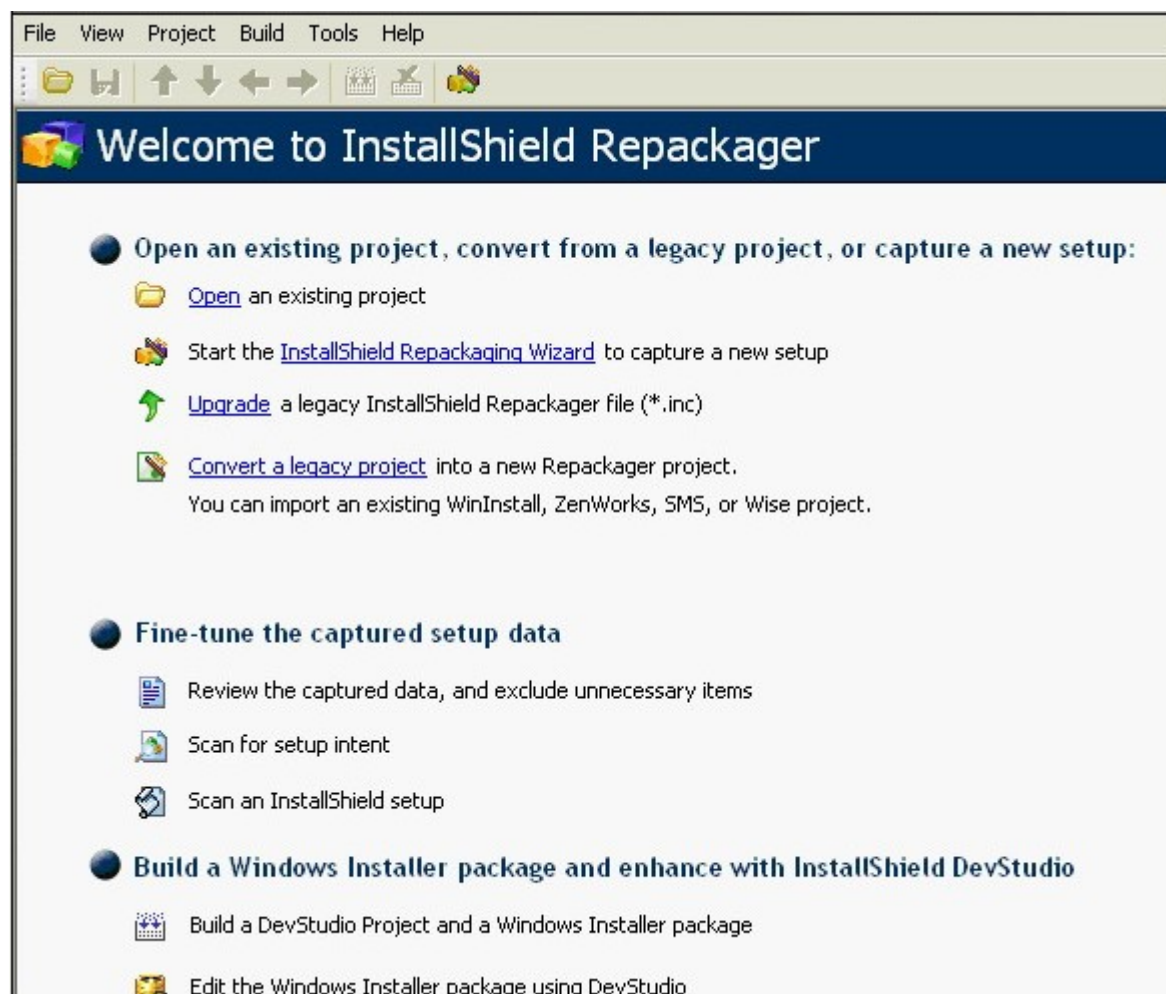 File View Project Build Tools Help
Welcome to InstallShield Repackager
Open an existing project, convert from a legacy project, or capture a new setup:
Open an existing project
Start the InstallShield Repackaging Wizard to capture a new setup
Upgrade a legacy InstallShield Repackager file (*.inc)
Convert a legacy project into a new Repackager project.
You can import an existing WinInstall, ZenWorks, SMS, or Wise project.
Fine-tune the captured setup data
Review the captured data, and exclude unnecessary items
Scan for setup intent
Scan an InstallShield setup
Build a Windows Installer package and enhance with InstallShield DevStudio
Build a DevStudio Project and a Windows Installer package
Edit the Windows Installer package using DevStudio